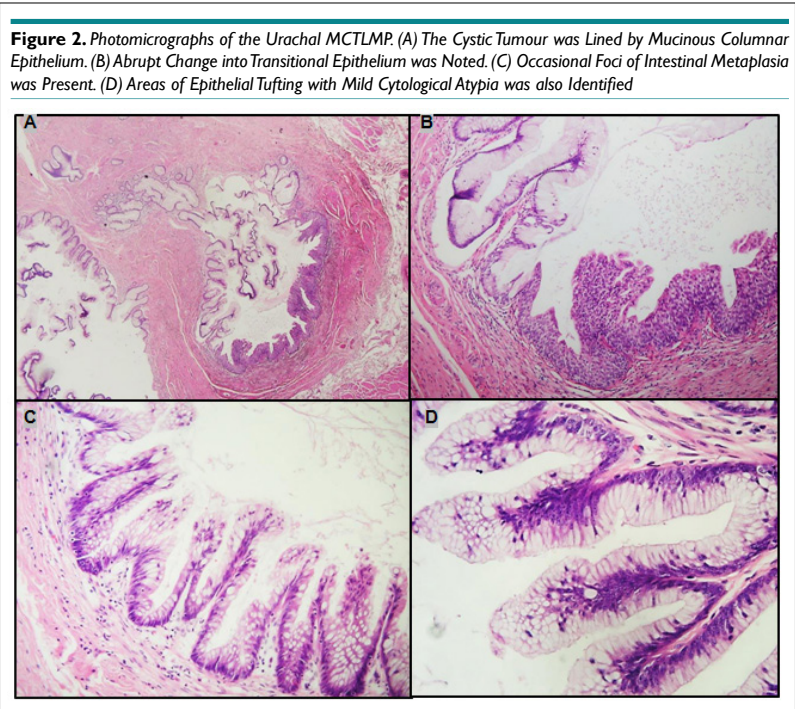 Figure 2. Photomicrographs of the Urachal MCTLMP. (A) The Cystic Tumour was Lined by Mucinous Columnar
Epithelium. (B) Abrupt Change into Transitional Epithelium was Noted. (C) Occasional Foci of Intestinal Metaplasia
was Present. (D) Areas of Epithelial Tufting with Mild Cytological Atypia was also Identified
A
B
C
D